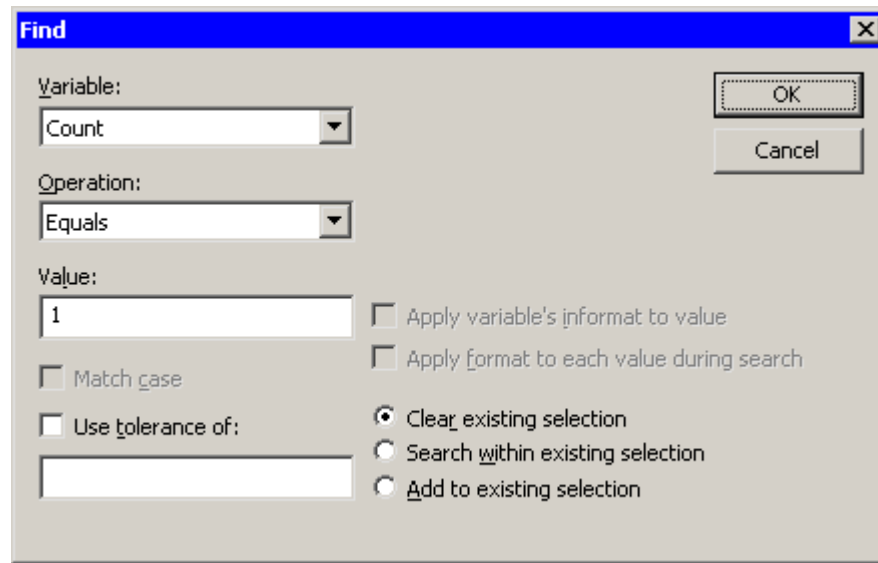 Find
Variable:
Count
OK
Cancel
Operation:
Equals
Value:
1
Apply variable's informat to value
Apply format to each value during search
Match case
Use tolerance of:
Clear existing selection
Search within existing selection
Add to existing selection